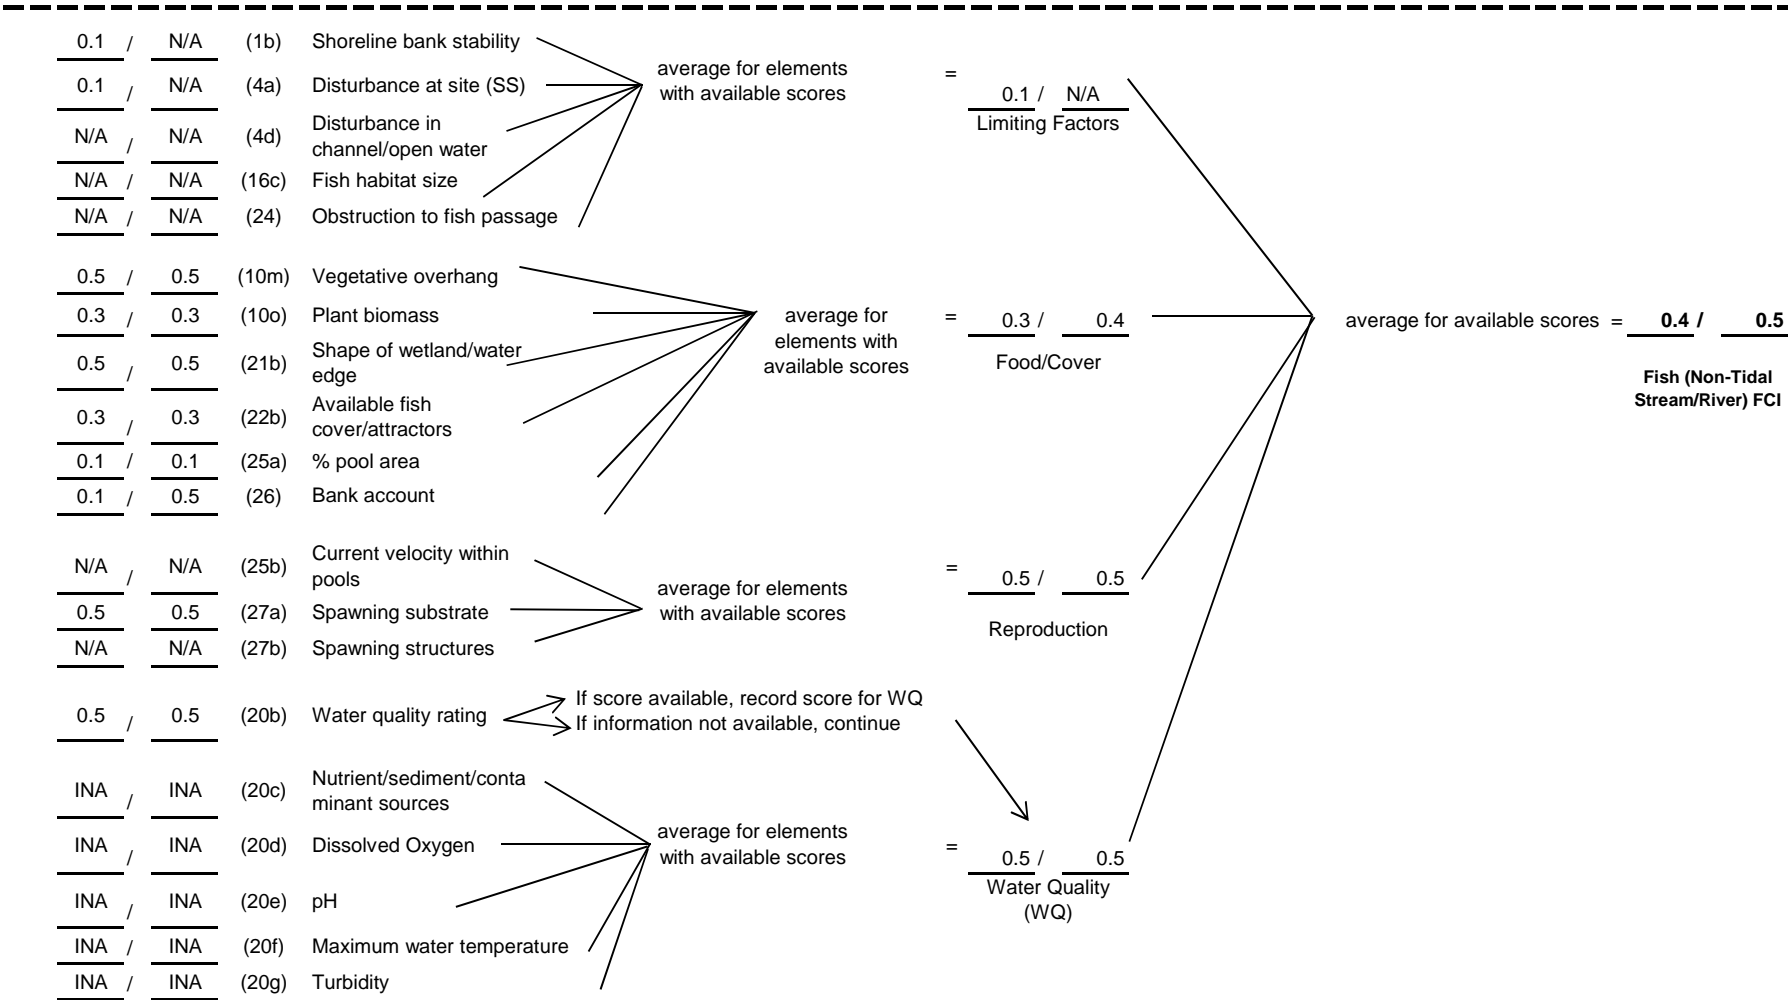 0.1 / N/A (1b) Shoreline bank stability
0.1 / N/A (4a) Disturbance at site (SS)
N/A / N/A (4d) Disturbance in
channel/open water
N/A / N/A (16c) Fish habitat size
N/A / N/A (24) Obstruction to fish passage
average for elements
with available scores
=
0.1 / N/A
Limiting Factors
0.5 / 0.5 (10m) Vegetative overhang
0.3 / 0.3 (10o) Plant biomass
0.5 / 0.5 (21b) Shape of wetland/water
edge
0.3 / 0.3 (22b) Available fish
cover/attractors
0.1 / 0.1 (25a) % pool area
0.1 / 0.5 (26) Bank account
average for
elements with
available scores
= 0.3 / 0.4
Food/Cover
average for available scores = 0.4 / 0.5
Fish (Non-Tidal
Stream/River) FCI
N/A / N/A (25b) Current velocity within
pools
0.5 / 0.5 (27a) Spawning substrate
N/A / N/A (27b) Spawning structures
average for elements
with available scores
=
0.5 / 0.5
Reproduction
0.5 / 0.5 (20b) Water quality rating
If score available, record score for WQ
If information not available, continue
INA / INA (20c) Nutrient/sediment/conta
minant sources
INA / INA (20d) Dissolved Oxygen
INA / INA (20e) pH
INA / INA (20f) Maximum water temperature
INA / INA (20g) Turbidity
average for elements
with available scores
=
0.5 / 0.5
Water Quality
(WQ)